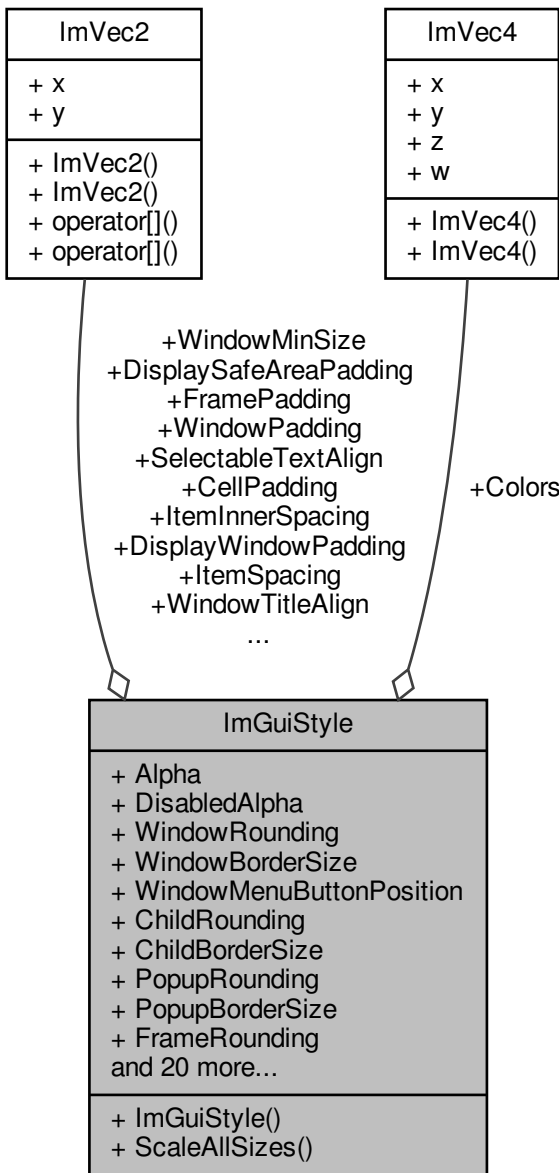 ImVec2
+ x
+ y
+ ImVec2()
+ ImVec2()
+ operator[]()
+ operator[]()
ImVec4
+ x
+ y
+ z
+ w
+ ImVec4()
+ ImVec4()
+WindowMinSize
+DisplaySafeAreaPadding
+FramePadding
+WindowPadding
+SelectableTextAlign
+CellPadding
+ItemInnerSpacing
+DisplayWindowPadding
+ItemSpacing
+WindowTitleAlign
...
+Colors
ImGuiStyle
+ Alpha
+ DisabledAlpha
+ WindowRounding
+ WindowBorderSize
+ WindowMenuButtonPosition
+ ChildRounding
+ ChildBorderSize
+ PopupRounding
+ PopupBorderSize
+ FrameRounding
and 20 more...
+ ImGuiStyle()
+ ScaleAllSizes()